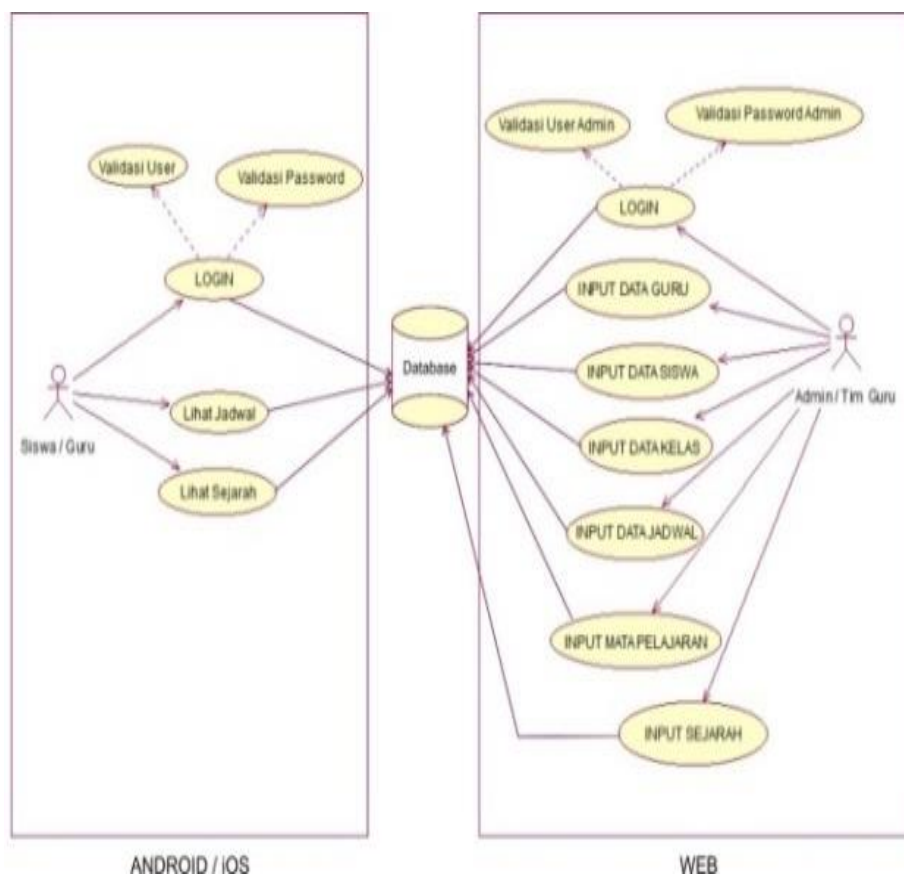 Validasi User
Validasi Password
LOGIN
Siswa / Guru
Lihat Jadwal
Lihat Sejarah
ANDROID / iOS
Database
Validasi User Admin
Validasi Password Admin
LOGIN
INPUT DATA GURU
INPUT DATA SISWA
INPUT DATA KELAS
INPUT DATA JADWAL
INPUT MATA PELAJARAN
INPUT SEJARAH
Admin / Tim Guru
WEB